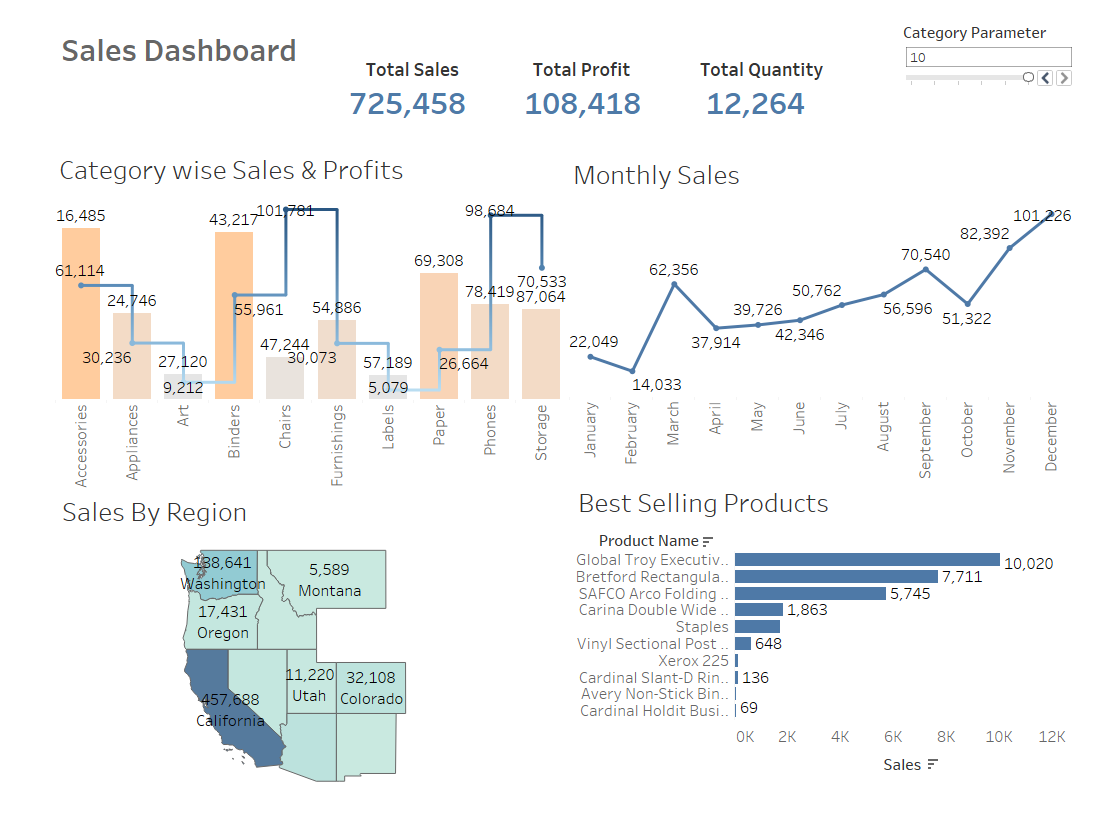 Sales Dashboard
Category Parameter
10
Total Sales
Total Profit
Total Quantity
725,458
108,418
12,264
Category wise Sales & Profits
16,485
61,114
24,746
30,236
27,120
9,212
43,217
55,961
101,781
47,244
30,073
54,886
57,189
5,079
69,308
26,664
98,684
78,419
70,533
87,064
Accessories
Appliances
Art
Binders
Chairs
Furnishings
Labels
Paper
Phones
Storage
Monthly Sales
22,049
14,033
62,356
37,914
39,726
42,346
50,762
56,596
70,540
51,322
82,392
101,226
January
February
March
April
May
June
July
August
September
October
November
December
Sales By Region
138,641
Washington
5,589
Montana
17,431
Oregon
11,220
Utah
32,108
Colorado
457,688
California
Best Selling Products
Product Name
Global Troy Executiv..
10,020
Bretford Rectangula..
7,711
SAFCO Arco Folding ..
5,745
Carina Double Wide ..
1,863
Staples
Vinyl Sectional Post ..
648
Xerox 225
Cardinal Slant-D Rin..
136
Avery Non-Stick Bin..
Cardinal Holdit Busi..
69
0K 2K 4K 6K 8K 10K 12K
Sales